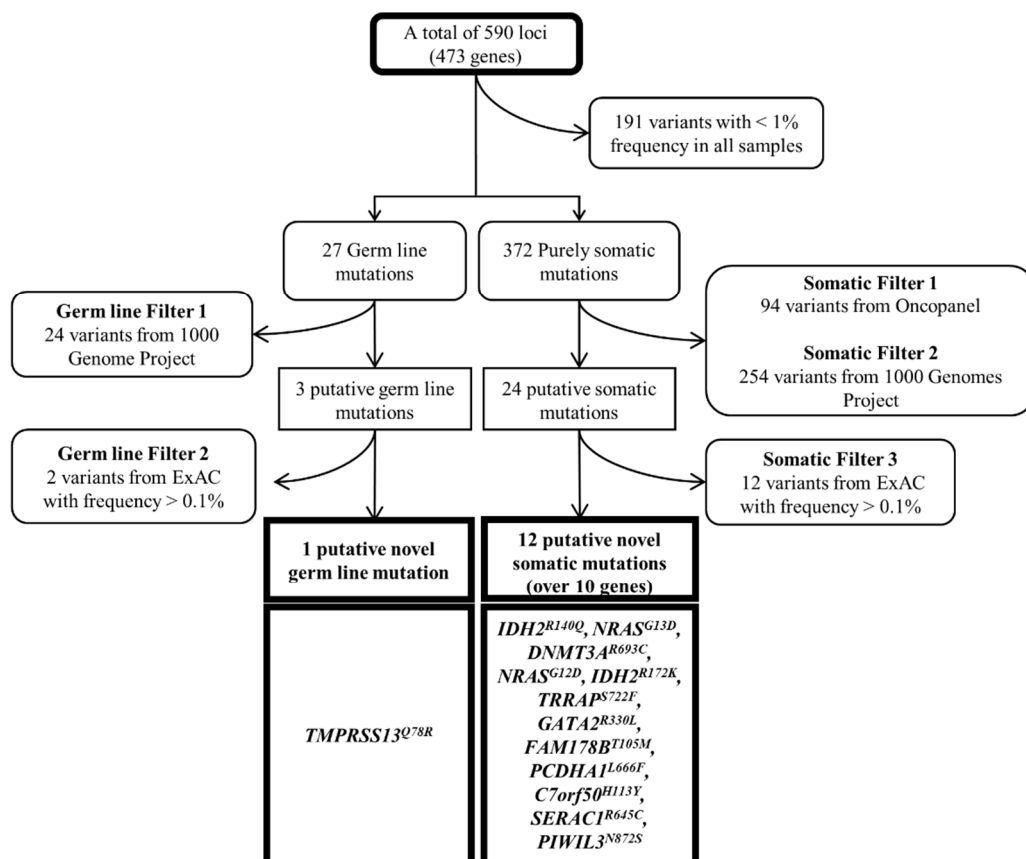 A total of 590 loci
(473 genes)
191 variants with < 1%
frequency in all samples
27 Germ line
mutations
372 Purely somatic
mutations
Germ line Filter 1
24 variants from 1000
Genome Project
Somatic Filter 1
94 variants from Oncopanel
Somatic Filter 2
254 variants from 1000 Genomes
Project
3 putative germ line
mutations
24 putative somatic
mutations
Germ line Filter 2
2 variants from ExAC
with frequency > 0.1%
Somatic Filter 3
12 variants from ExAC
with frequency > 0.1%
1 putative novel
germ line mutation
12 putative novel
somatic mutations
(over 10 genes)
TMPRSS13Q78R
IDH2R140Q, NRASG13D,
DNMT3AR693C,
NRASG12D, IDH2R172K,
TRRAPS722F,
GATA2R330L,
FAM178BT105M,
PCDHA1L666F,
C7orf50H113Y,
SERAC1R645C,
PIWIL3N872S